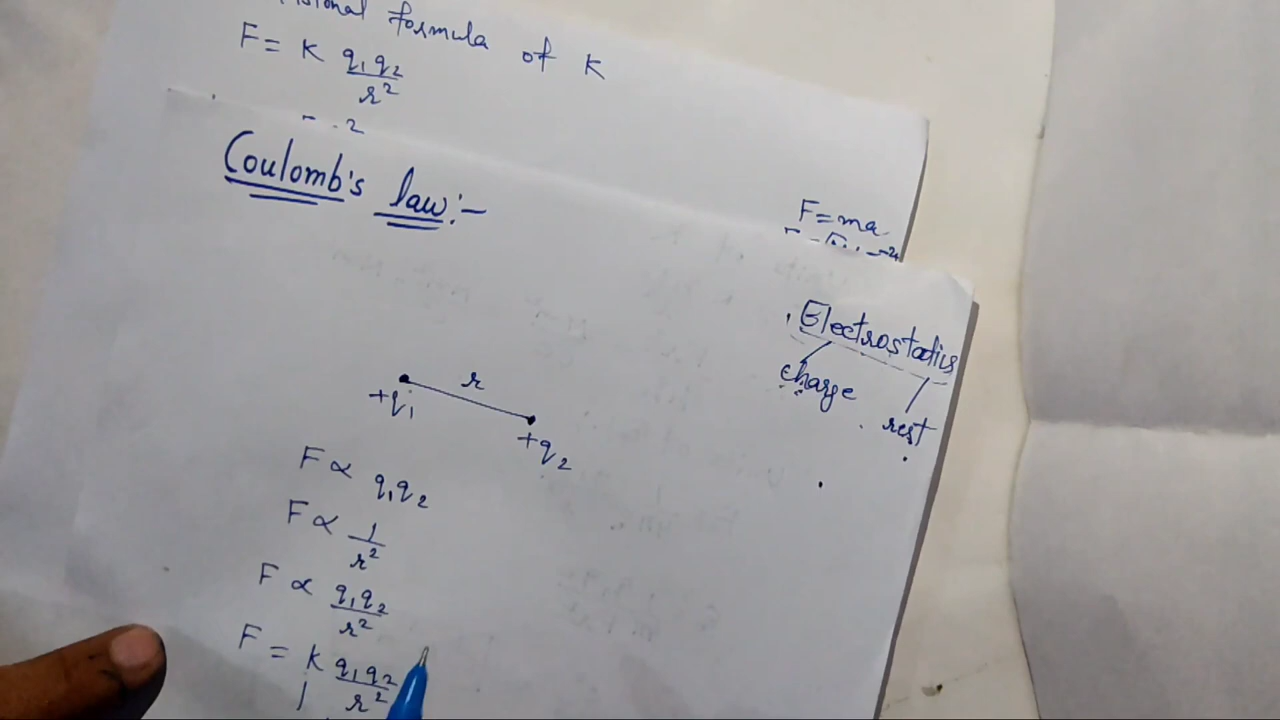 formula of K
F = K q₁q₂
r²
F = ma
Coulomb's law :-
Electrostatics
charge
rest
r
+q₁
+q₂
F ∝ q₁q₂
F ∝ 1
r²
F ∝ q₁q₂
r²
F = K q₁q₂
r²